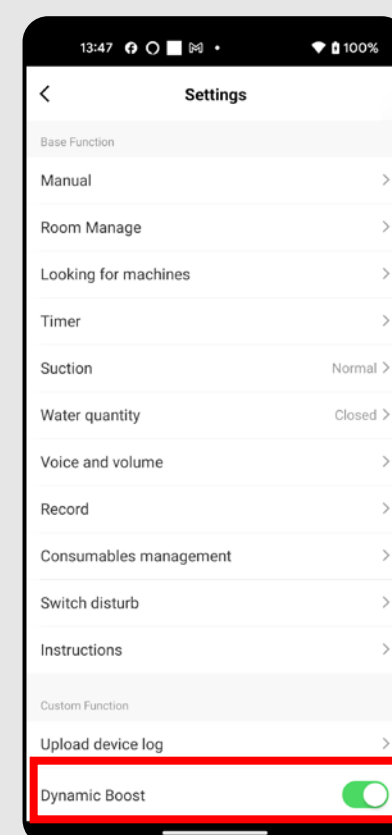 13:47 100%
Settings
Base Function
Manual
Room Manage
Looking for machines
Timer
Suction Normal
Water quantity Closed
Voice and volume
Record
Consumables management
Switch disturb
Instructions
Custom Function
Upload device log
Dynamic Boost